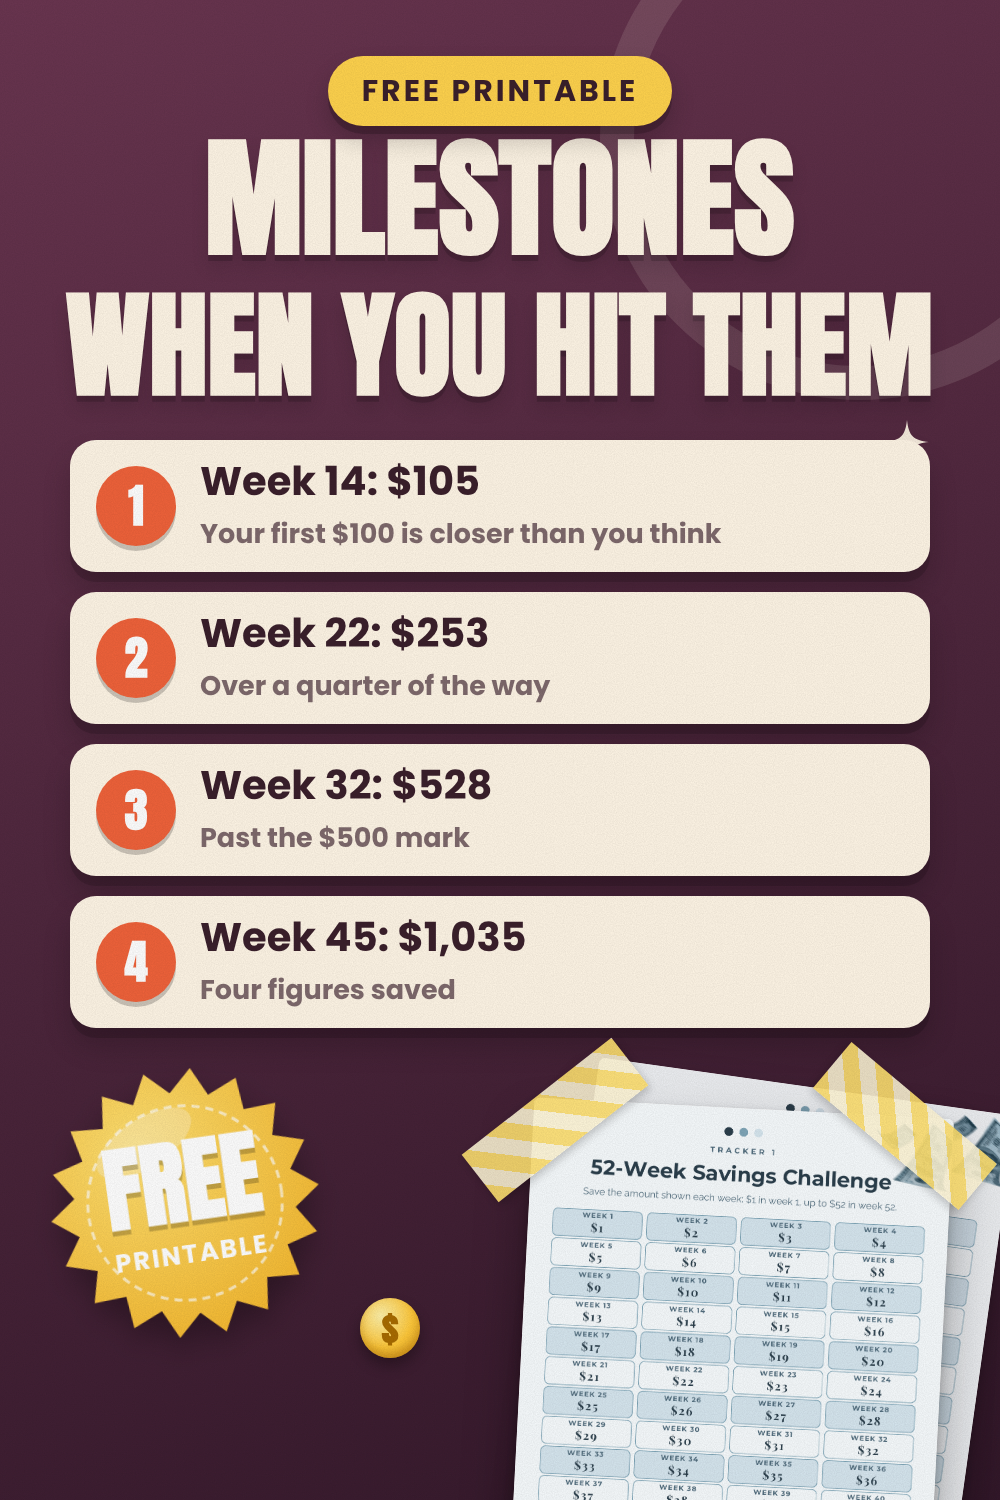 FREE PRINTABLE
MILESTONES
WHEN YOU HIT THEM
1
Week 14: $105
Your first $100 is closer than you think
2
Week 22: $253
Over a quarter of the way
3
Week 32: $528
Past the $500 mark
4
Week 45: $1,035
Four figures saved
FREE
PRINTABLE
$
TRACKER 1
52-Week Savings Challenge
Save the amount shown each week: $1 in week 1, up to $52 in week 52.
WEEK 1 WEEK 2 WEEK 3 WEEK 4
$1 $2 $3 $4
WEEK 5 WEEK 6 WEEK 7 WEEK 8
$5 $6 $7 $8
WEEK 9 WEEK 10 WEEK 11 WEEK 12
$9 $10 $11 $12
WEEK 13 WEEK 14 WEEK 15 WEEK 16
$13 $14 $15 $16
WEEK 17 WEEK 18 WEEK 19 WEEK 20
$17 $18 $19 $20
WEEK 21 WEEK 22 WEEK 23 WEEK 24
$21 $22 $23 $24
WEEK 25 WEEK 26 WEEK 27 WEEK 28
$25 $26 $27 $28
WEEK 29 WEEK 30 WEEK 31 WEEK 32
$29 $30 $31 $32
WEEK 33 WEEK 34 WEEK 35 WEEK 36
$33 $34 $35 $36
WEEK 37 WEEK 38 WEEK 39 WEEK 40
$37 $38